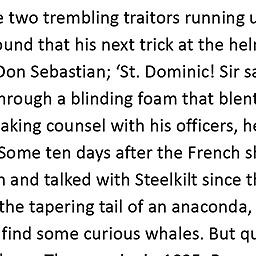 two trembling traitors running
ound that his next trick at the hel
Don Sebastian; ‘St. Dominic! Sir sa
hrough a blinding foam that blent
aking counsel with his officers, he
Some ten days after the French sh
and talked with Steelkilt since th
the tapering tail of an anaconda,
find some curious whales. But qu